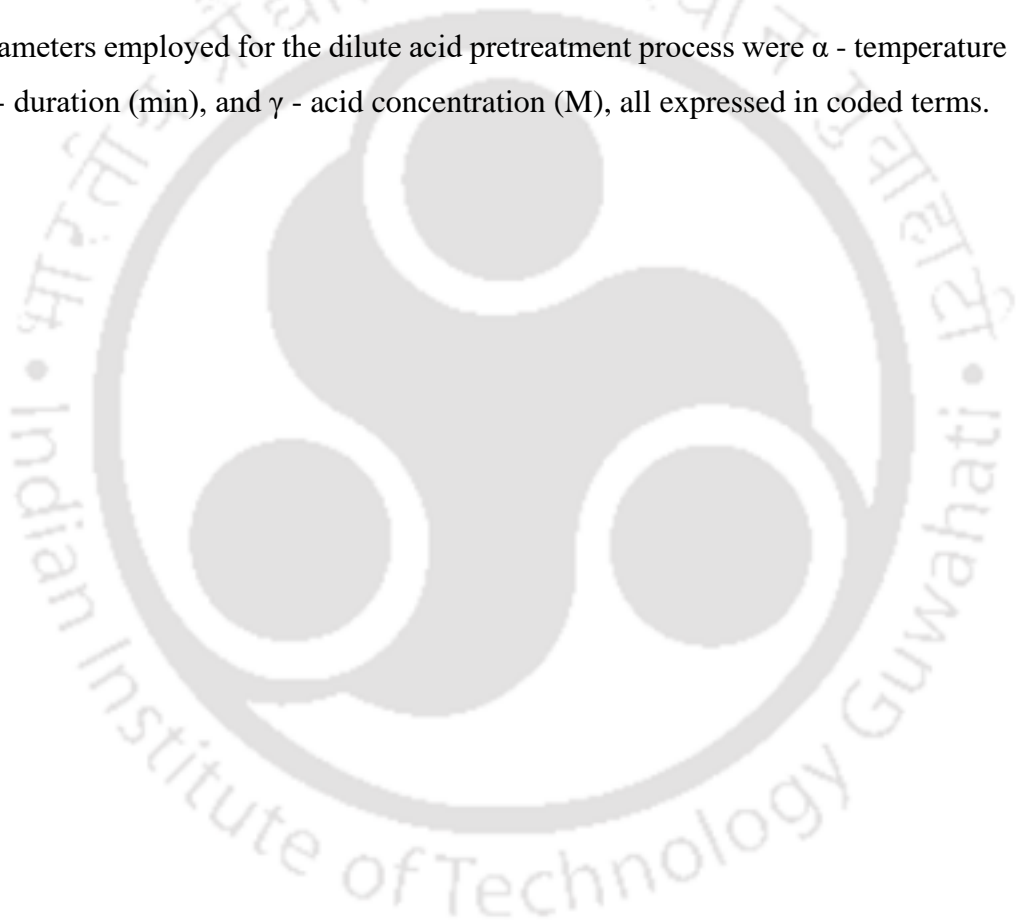 ameters employed for the dilute acid pretreatment process were α - temperature
- duration (min), and γ - acid concentration (M), all expressed in coded terms.
Indian Institute of Technology Guwahati